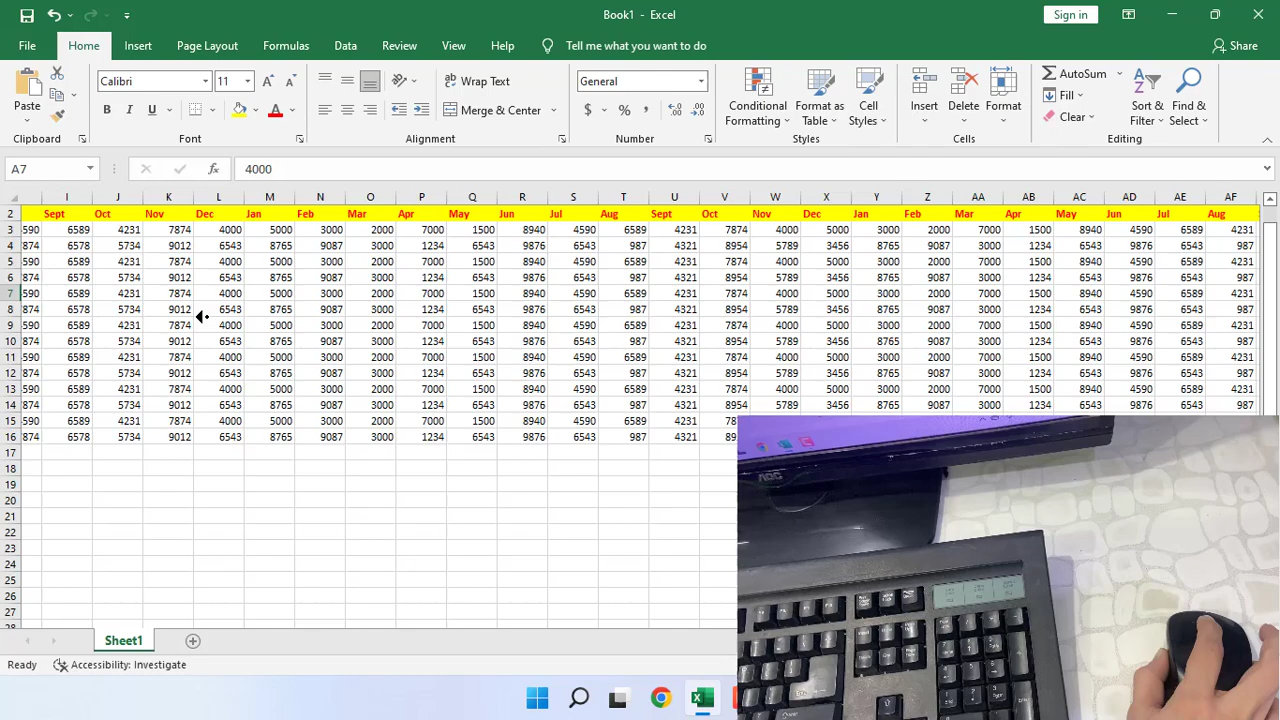 Book1 - Excel
Sign in
File Home Insert Page Layout Formulas Data Review View Help Tell me what you want to do Share
Paste Calibri 11 Wrap Text General Conditional Formatting Format as Table Cell Styles Insert Delete Format AutoSum Fill Clear Sort & Filter Find & Select
B I U A Merge & Center $ % ,
Clipboard Font Alignment Number Styles Cells Editing
A7 4000
I J K L M N O P Q R S T U V W X Y Z AA AB AC AD AE AF
2 Sept Oct Nov Dec Jan Feb Mar Apr May Jun Jul Aug Sept Oct Nov Dec Jan Feb Mar Apr May Jun Jul Aug
3 590 6589 4231 7874 4000 5000 3000 2000 7000 1500 8940 4590 6589 4231 7874 4000 5000 3000 2000 7000 1500 8940 4590 6589 4231
4 874 6578 5734 9012 6543 8765 9087 3000 1234 6543 9876 6543 987 4321 8954 5789 3456 8765 9087 3000 1234 6543 9876 6543 987
5 590 6589 4231 7874 4000 5000 3000 2000 7000 1500 8940 4590 6589 4231 7874 4000 5000 3000 2000 7000 1500 8940 4590 6589 4231
6 874 6578 5734 9012 6543 8765 9087 3000 1234 6543 9876 6543 987 4321 8954 5789 3456 8765 9087 3000 1234 6543 9876 6543 987
7 590 6589 4231 7874 4000 5000 3000 2000 7000 1500 8940 4590 6589 4231 7874 4000 5000 3000 2000 7000 1500 8940 4590 6589 4231
8 874 6578 5734 9012 6543 8765 9087 3000 1234 6543 9876 6543 987 4321 8954 5789 3456 8765 9087 3000 1234 6543 9876 6543 987
9 590 6589 4231 7874 4000 5000 3000 2000 7000 1500 8940 4590 6589 4231 7874 4000 5000 3000 2000 7000 1500 8940 4590 6589 4231
10 874 6578 5734 9012 6543 8765 9087 3000 1234 6543 9876 6543 987 4321 8954 5789 3456 8765 9087 3000 1234 6543 9876 6543 987
11 590 6589 4231 7874 4000 5000 3000 2000 7000 1500 8940 4590 6589 4231 7874 4000 5000 3000 2000 7000 1500 8940 4590 6589 4231
12 874 6578 5734 9012 6543 8765 9087 3000 1234 6543 9876 6543 987 4321 8954 5789 3456 8765 9087 3000 1234 6543 9876 6543 987
13 590 6589 4231 7874 4000 5000 3000 2000 7000 1500 8940 4590 6589 4231 7874 4000 5000 3000 2000 7000 1500 8940 4590 6589 4231
14 874 6578 5734 9012 6543 8765 9087 3000 1234 6543 9876 6543 987 4321 8954 5789 3456 8765 9087 3000 1234 6543 9876 6543 987
15 590 6589 4231 7874 4000 5000 3000 2000 7000 1500 8940 4590 6589 4231 78
16 874 6578 5734 9012 6543 8765 9087 3000 1234 6543 9876 6543 987 4321 89
17
18
19
20
21
22
23
24
25
26
27
28
AOC
Sheet1
Ready Accessibility: Investigate